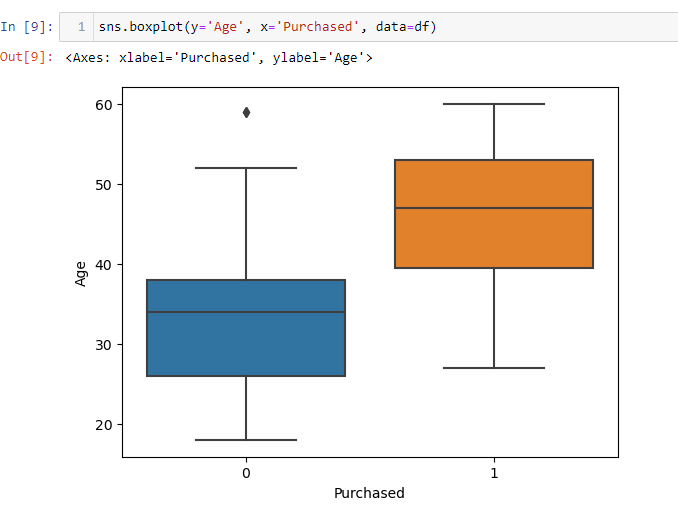 In [9]: 1 sns.boxplot(y='Age', x='Purchased', data=df)
Out[9]: <Axes: xlabel='Purchased', ylabel='Age'>
60
50
40
30
20
Age
0 1
Purchased